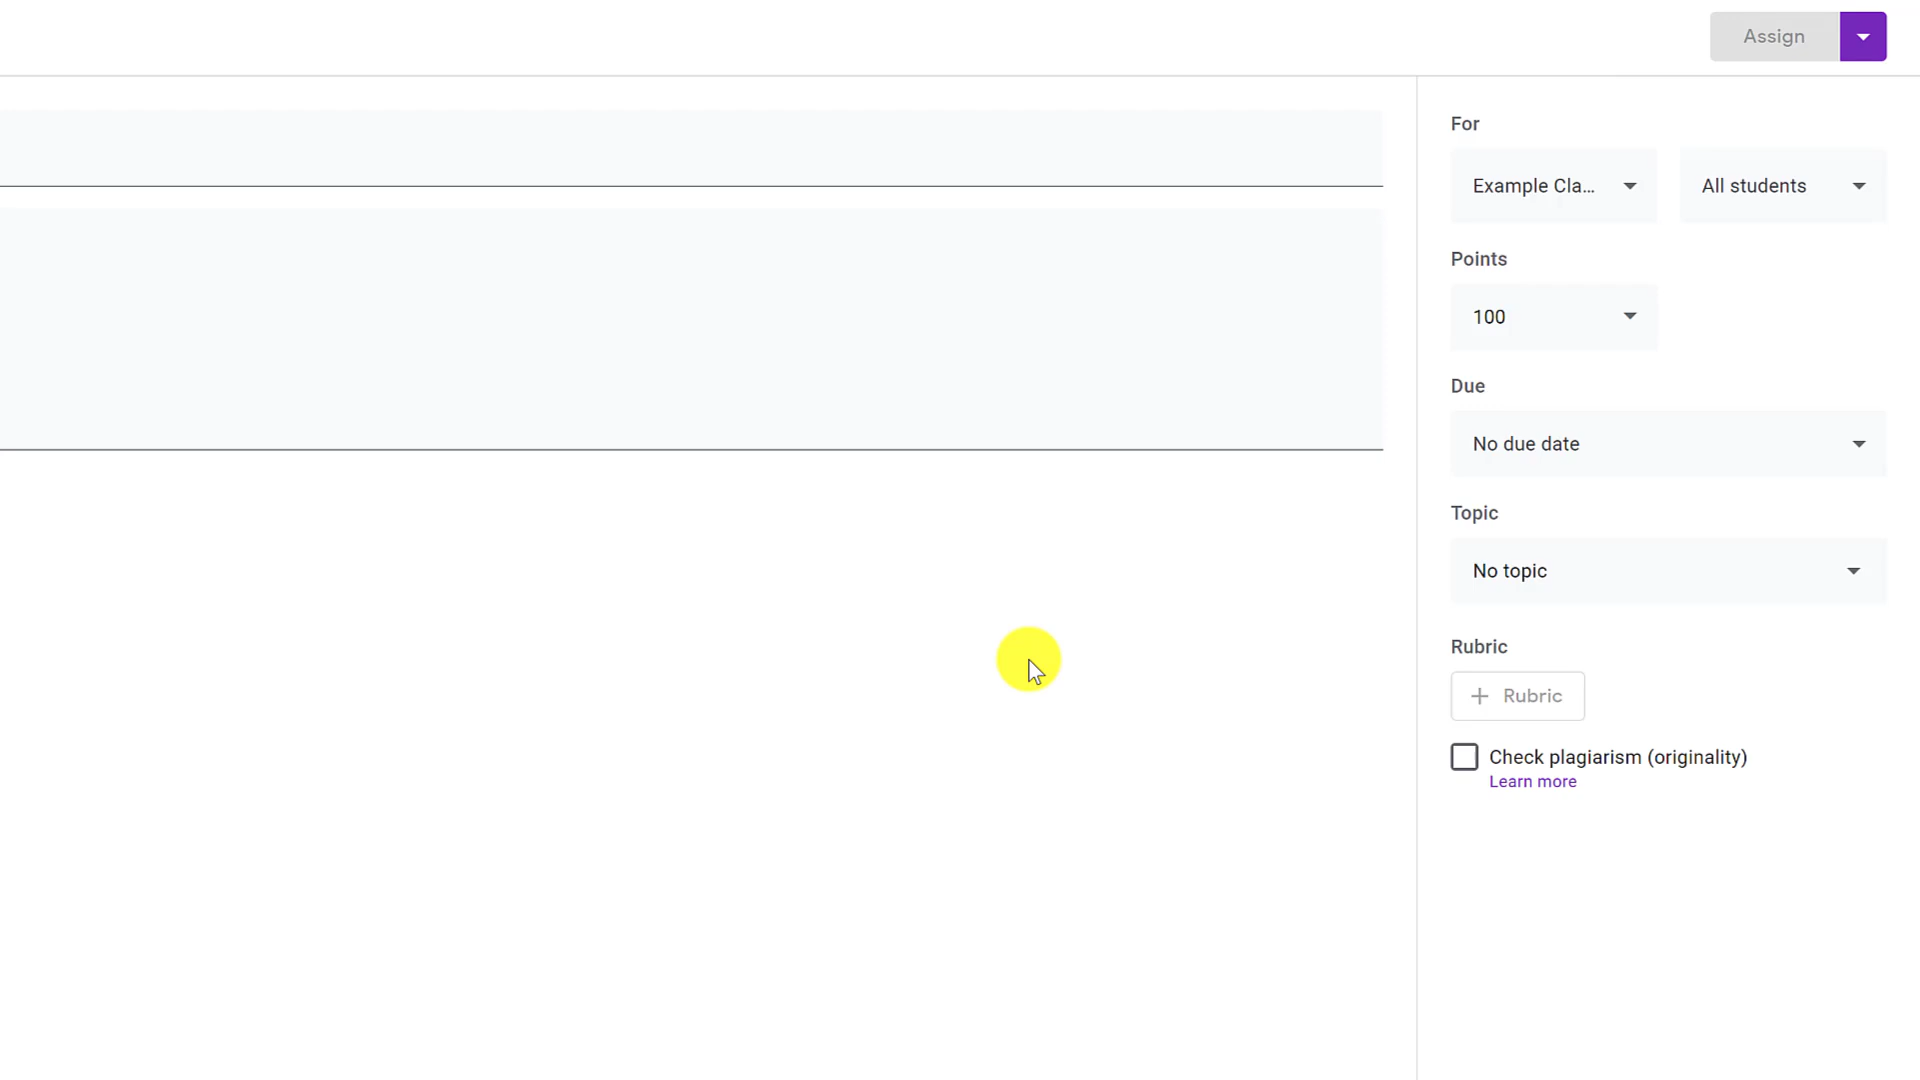 Assign
For
Example Cla... All students
Points
100
Due
No due date
Topic
No topic
Rubric
Rubric
Check plagiarism (originality)
Learn more